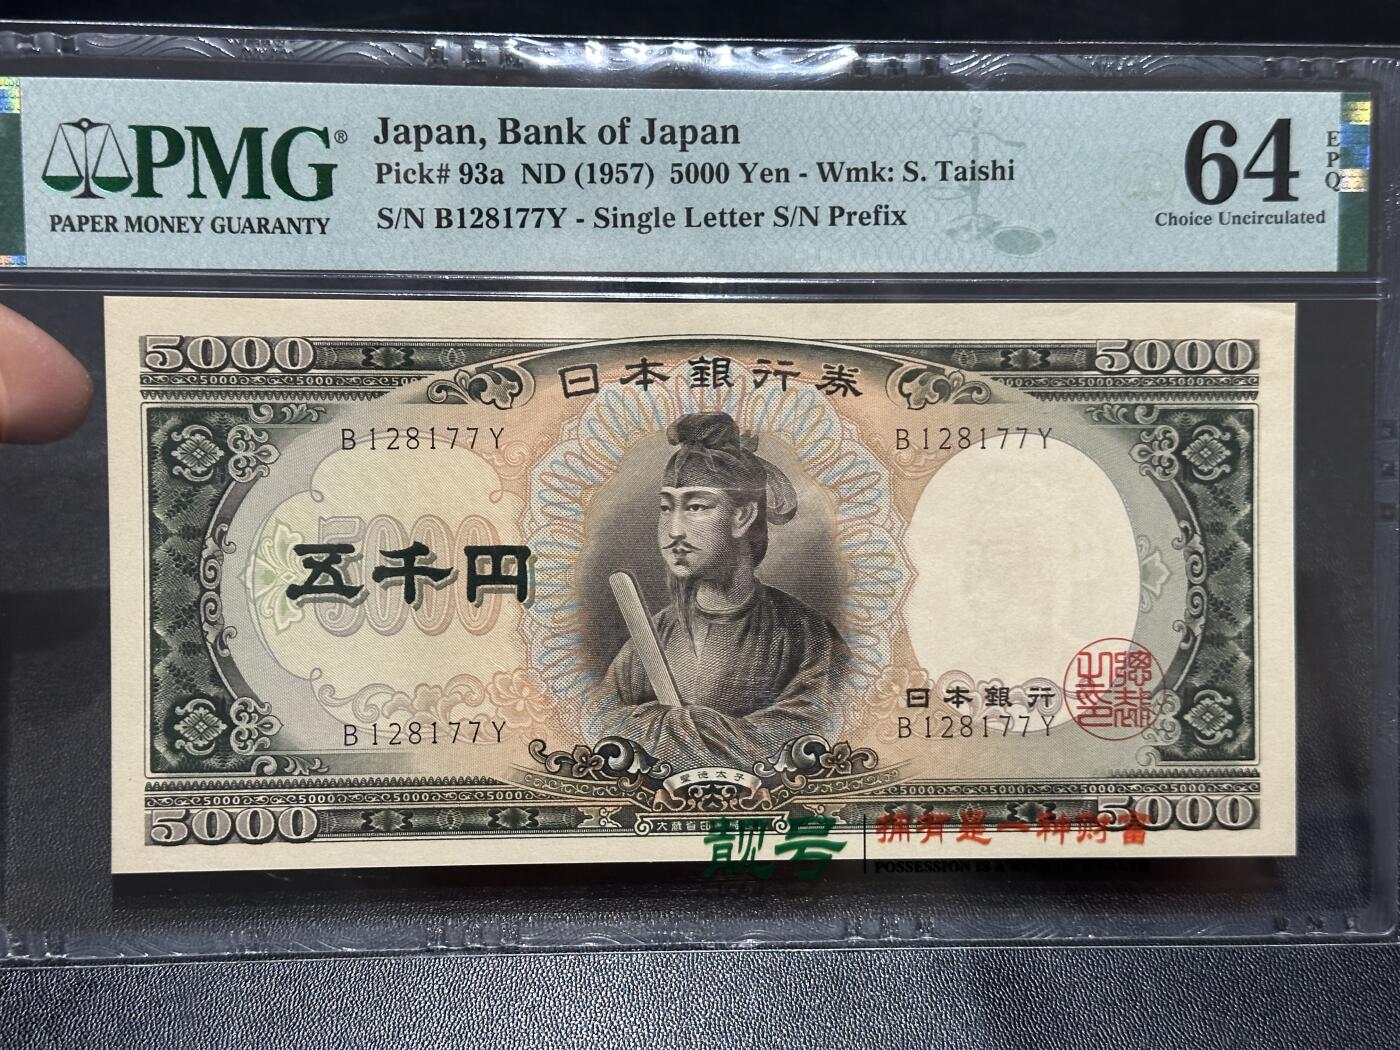 PMG®
PAPER MONEY GUARANTY
Japan, Bank of Japan
Pick# 93a ND (1957) 5000 Yen - Wmk: S. Taishi
S/N B128177Y - Single Letter S/N Prefix
64
EPQ
Choice Uncirculated
5000
5000
日本銀行券
B128177Y
B128177Y
五千円
5000
日本銀行
B128177Y
B128177Y
聖徳太子
5000
5000
靓号
拥有是一种财富
POSSESSION IS A